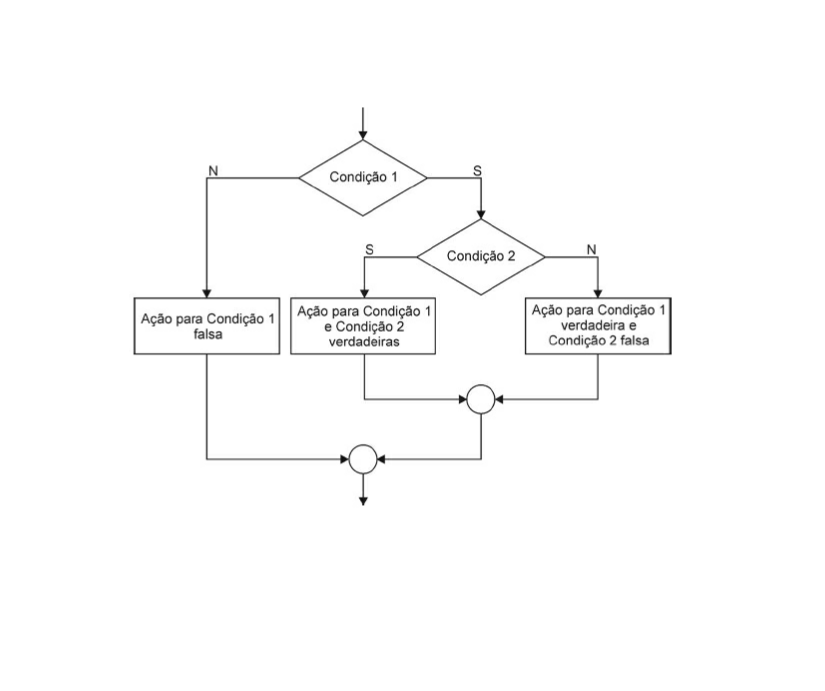 N
S
Condição 1
S
N
Condição 2
Ação para Condição 1
falsa
Ação para Condição 1
e Condição 2
verdadeiras
Ação para Condição 1
verdadeira e
Condição 2 falsa